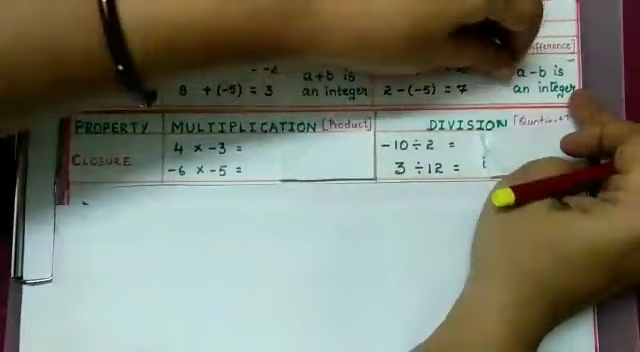 ifference]
a+b is
a-b is
8 +(-5) = 3 an integer 2-(-5) = 7 an integer
PROPERTY MULTIPLICATION [Product] DIVISION
CLOSURE 4 x -3 = -10÷2 =
-6 x -5 = 3÷12 =